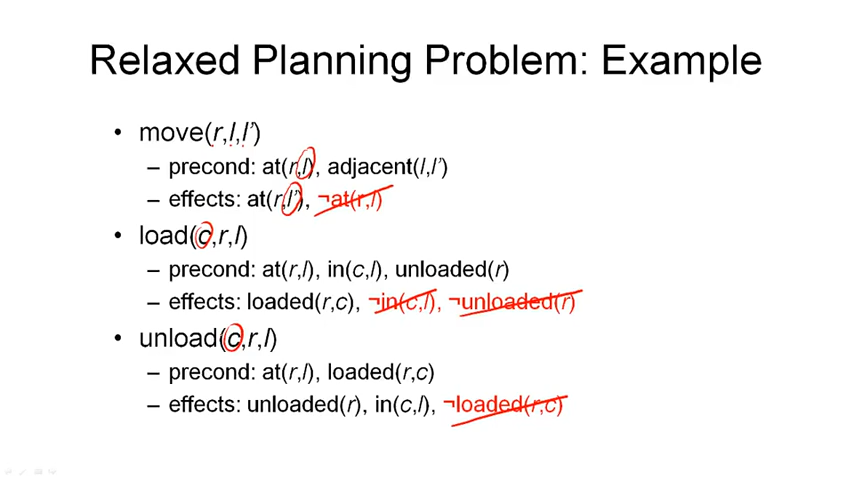 Relaxed Planning Problem: Example
• move(r,l,l’)
– precond: at(r,l), adjacent(l,l’)
– effects: at(r,l’), ¬at(r,l)
• load(c,r,l)
– precond: at(r,l), in(c,l), unloaded(r)
– effects: loaded(r,c), ¬in(c,l), ¬unloaded(r)
• unload(c,r,l)
– precond: at(r,l), loaded(r,c)
– effects: unloaded(r), in(c,l), ¬loaded(r,c)